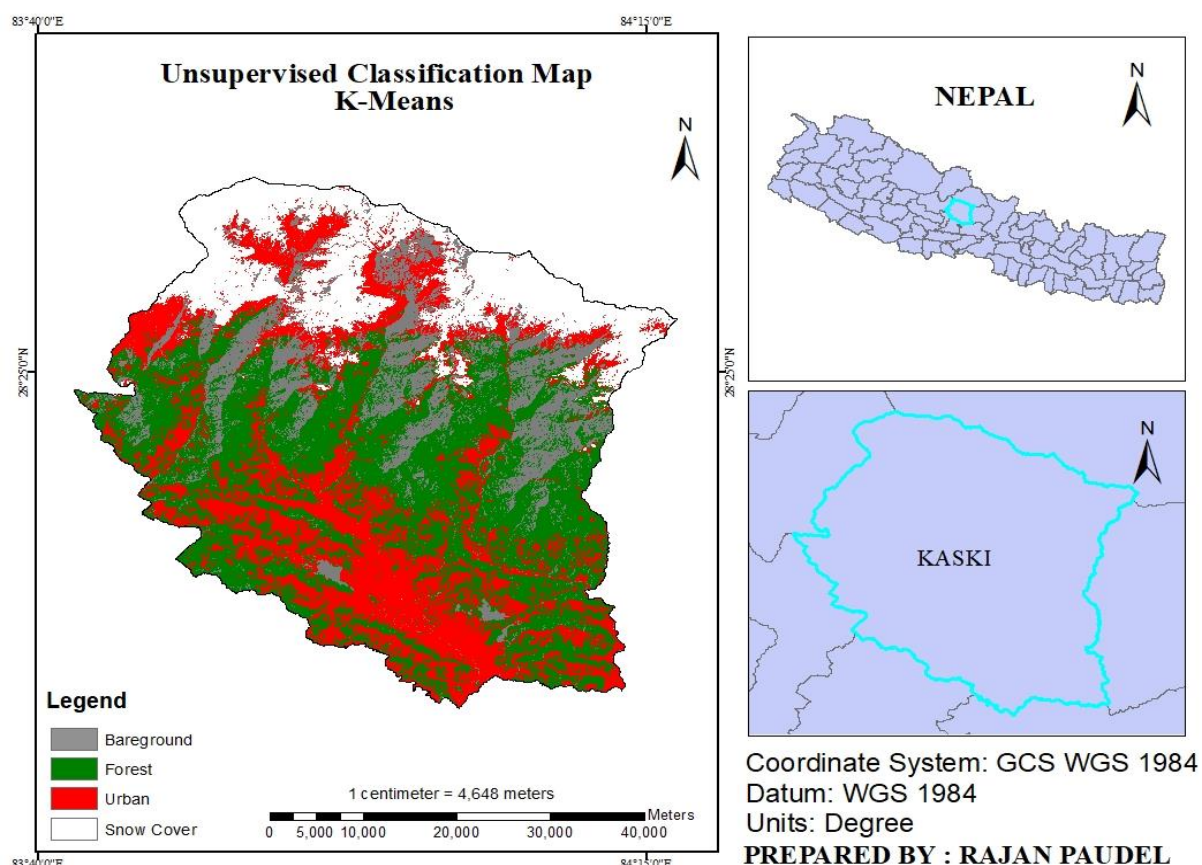 83°40'0"E
84°15'0"E
Unsupervised Classification Map
K-Means
N
28°25'0"N
28°25'0"N
Legend
Bareground
Forest
Urban
Snow Cover
1 centimeter = 4,648 meters
Meters
0 5,000 10,000 20,000 30,000 40,000
83°40'0"E
84°15'0"E
NEPAL
N
N
KASKI
Coordinate System: GCS WGS 1984
Datum: WGS 1984
Units: Degree
PREPARED BY : RAJAN PAUDEL